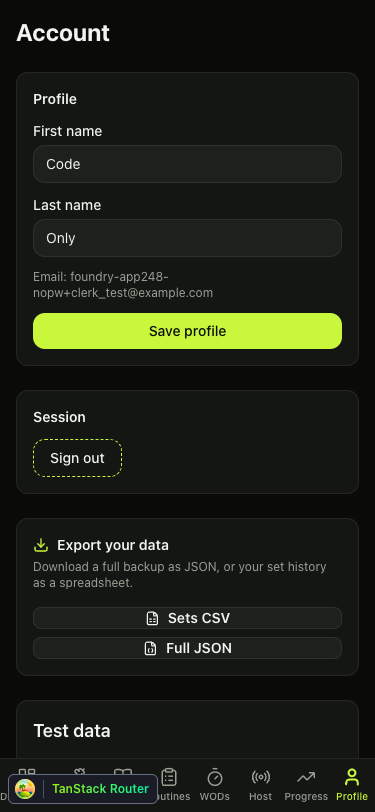 Account
Profile
First name
Code
Last name
Only
Email: foundry-app248-
nopw+clerk_test@example.com
Save profile
Session
Sign out
Export your data
Download a full backup as JSON, or your set history
as a spreadsheet.
Sets CSV
Full JSON
Test data
TanStack Router
WODs
Host
Progress
Profile